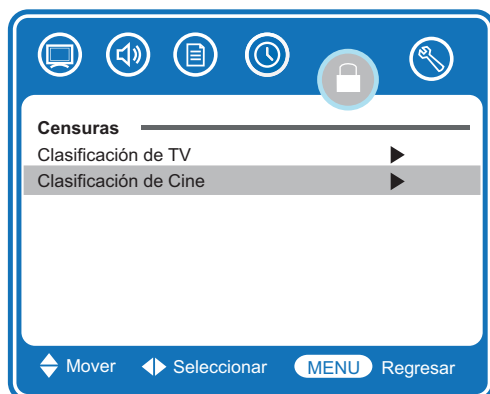 Censuras
Clasificación de TV
Clasificación de Cine
Mover Seleccionar MENU Regresar